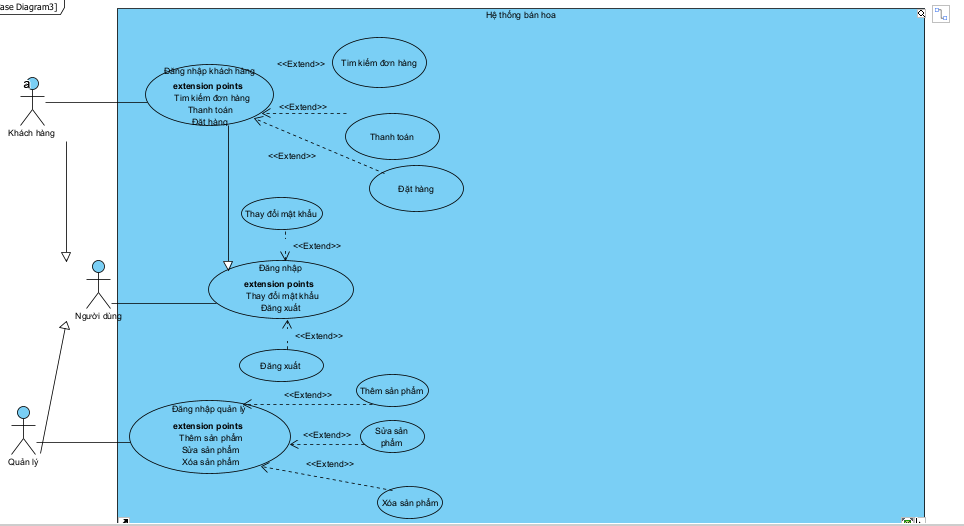 ase Diagram3]
Hệ thống bán hoa
Đăng nhập khách hàng
extension points
Tìm kiếm đơn hàng
Thanh toán
Đặt hàng
<<Extend>>
Tìm kiếm đơn hàng
<<Extend>>
Thanh toán
<<Extend>>
Đặt hàng
a
Khách hàng
Thay đổi mật khẩu
<<Extend>>
Đăng nhập
extension points
Thay đổi mật khẩu
Đăng xuất
Người dùng
<<Extend>>
Đăng xuất
<<Extend>>
Thêm sản phẩm
Đăng nhập quản lý
extension points
Thêm sản phẩm
Sửa sản phẩm
Xóa sản phẩm
<<Extend>>
Sửa sản
phẩm
<<Extend>>
Xóa sản phẩm
Quản lý